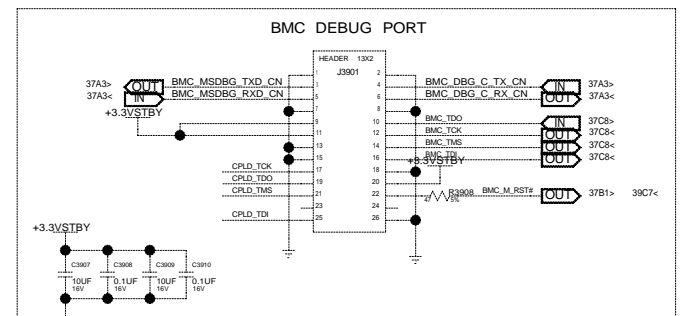 BMC DEBUG PORT
HEADER 13X2
J3901
1 2
37A3> OUT BMC_MSDBG_TXD_CN 3 4 BMC_DBG_C_TX_CN IN 37A3>
37A3< IN BMC_MSDBG_RXD_CN 5 6 BMC_DBG_C_RX_CN OUT 37A3<
+3.3VSTBY 7 8
9 10 BMC_TDO IN 37C8>
11 12 BMC_TCK OUT 37C8<
13 14 BMC_TMS OUT 37C8<
15 16 BMC_TDI OUT 37C8<
CPLD_TCK 17 18 +3.3VSTBY
CPLD_TDO 19 20
CPLD_TMS 21 22 47 R3908 5% BMC_M_RST# OUT 37B1> 39C7<
23 24
CPLD_TDI 25 26
+3.3VSTBY
C3907 C3908 C3909 C3910
10UF 0.1UF 10UF 0.1UF
16V 16V 16V 16V